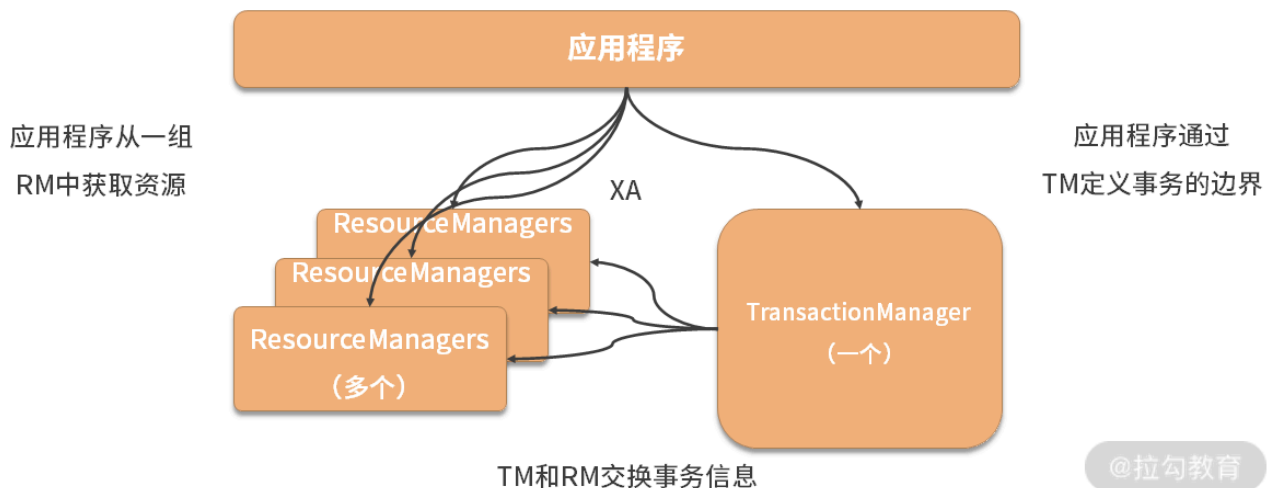 应用程序
应用程序从一组
RM中获取资源
XA
应用程序通过
TM定义事务的边界
ResourceManagers
ResourceManagers
ResourceManagers
（多个）
TransactionManager
（一个）
TM和RM交换事务信息
@拉勾教育